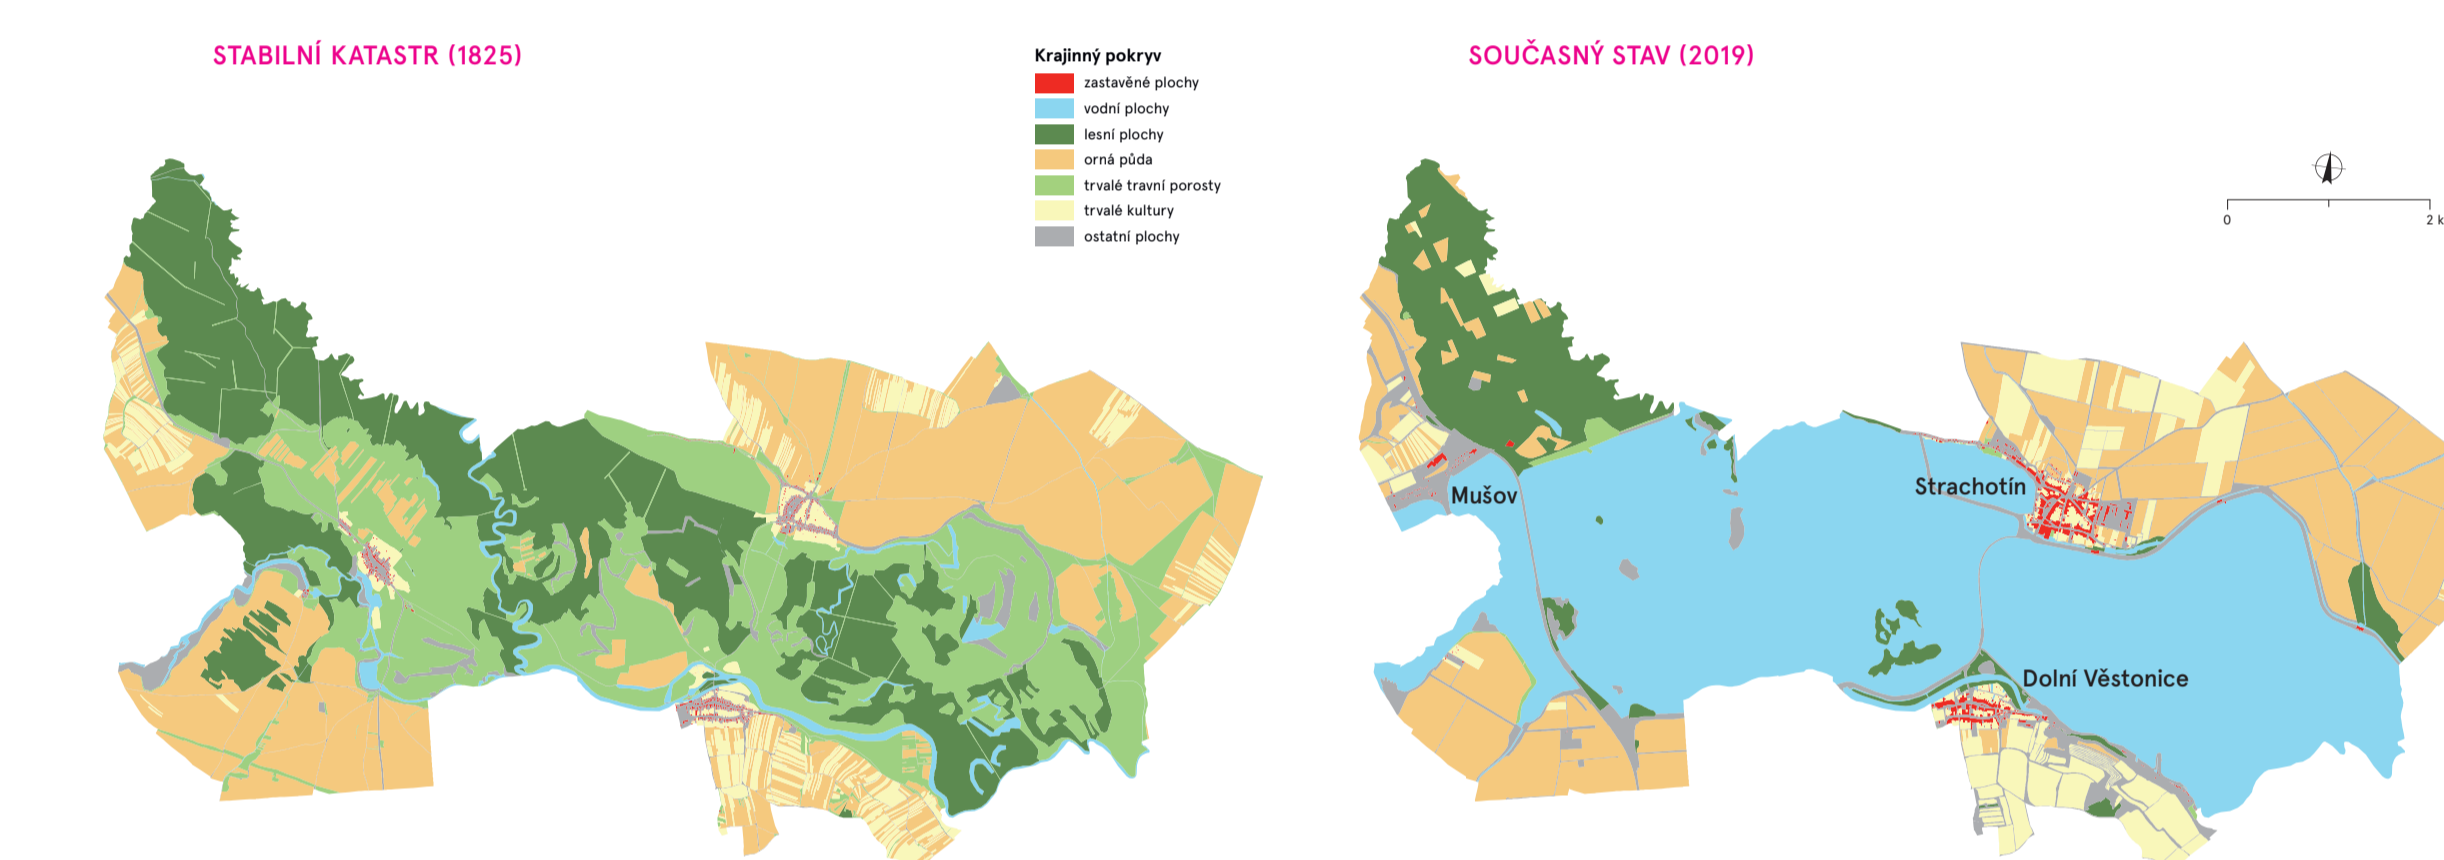 STABILNÍ KATASTR (1825)
Krajinný pokryv
zastavěné plochy
vodní plochy
lesní plochy
orná půda
trvalé travní porosty
trvalé kultury
ostatní plochy
SOUČASNÝ STAV (2019)
0
2 k
Mušov
Strachotín
Dolní Věstonice